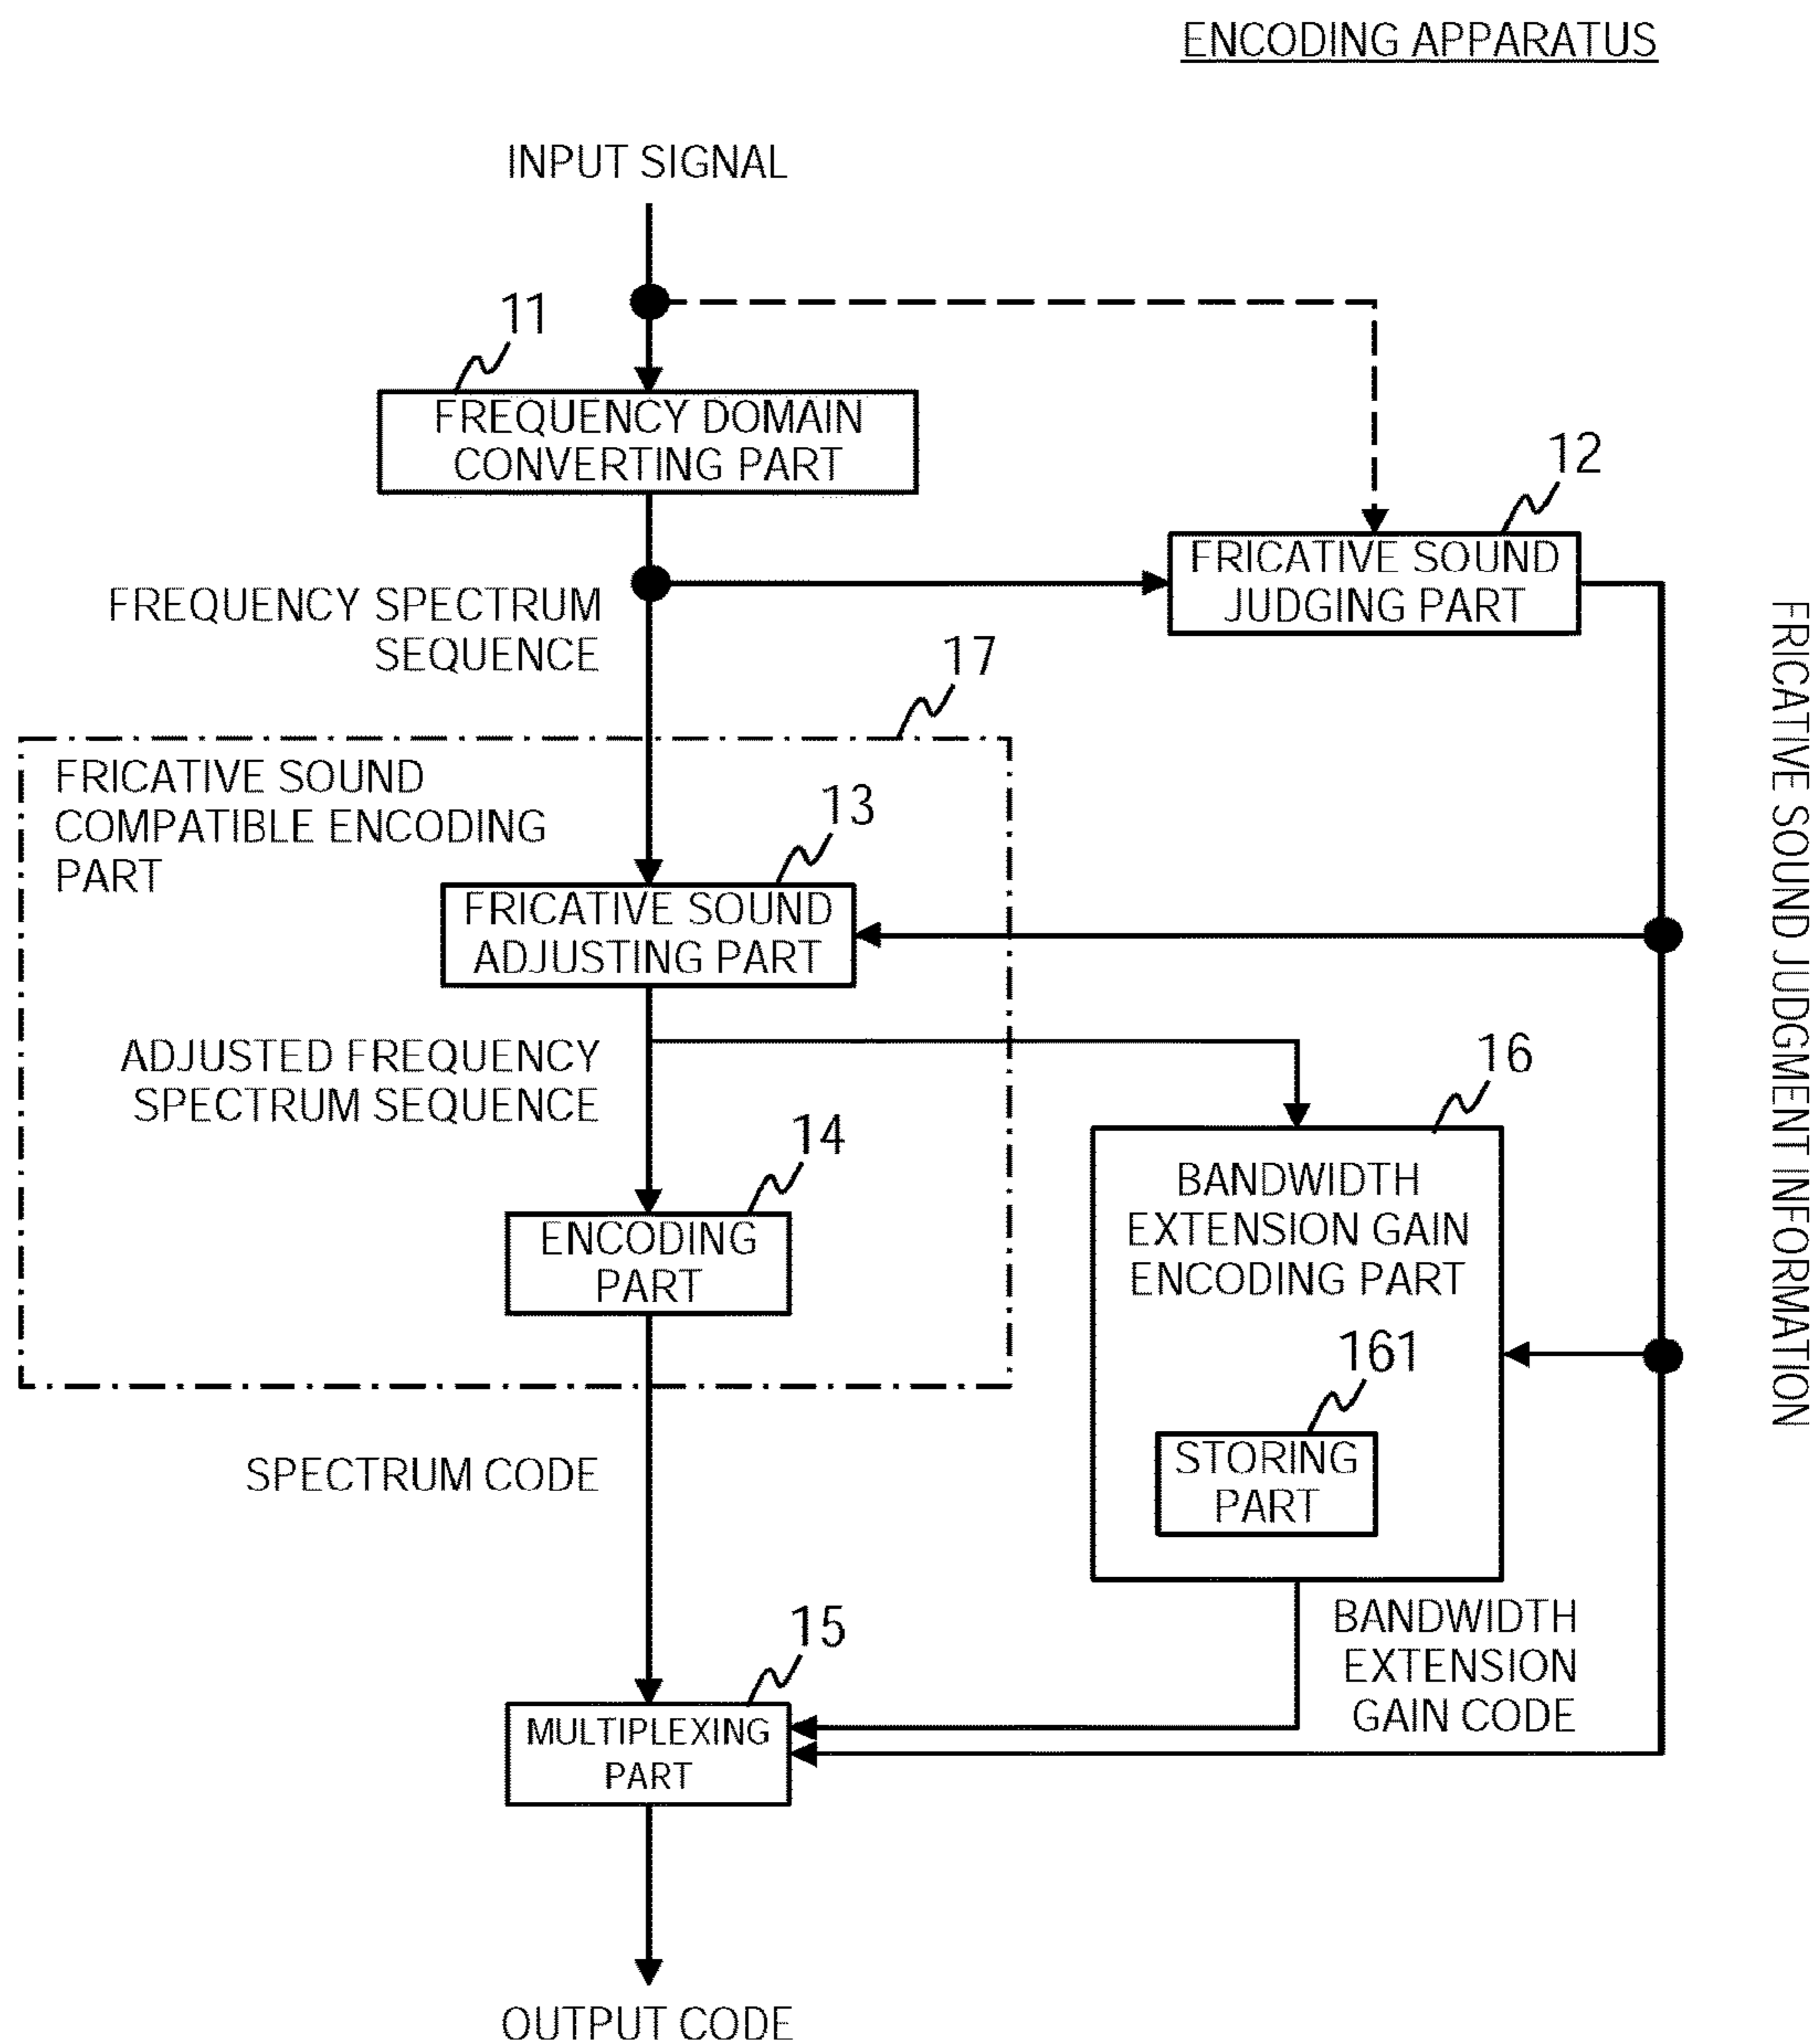 ENCODING APPARATUS
INPUT SIGNAL
11
FREQUENCY DOMAIN
CONVERTING PART
12
FRICATIVE SOUND
JUDGING PART
FREQUENCY SPECTRUM
SEQUENCE
FRICATIVE SOUND JUDGMENT INFORMATION
17
FRICATIVE SOUND
COMPATIBLE ENCODING
PART
13
FRICATIVE SOUND
ADJUSTING PART
ADJUSTED FREQUENCY
SPECTRUM SEQUENCE
16
BANDWIDTH
EXTENSION GAIN
ENCODING PART
14
ENCODING
PART
161
STORING
PART
SPECTRUM CODE
BANDWIDTH
EXTENSION
GAIN CODE
15
MULTIPLEXING
PART
OUTPUT CODE